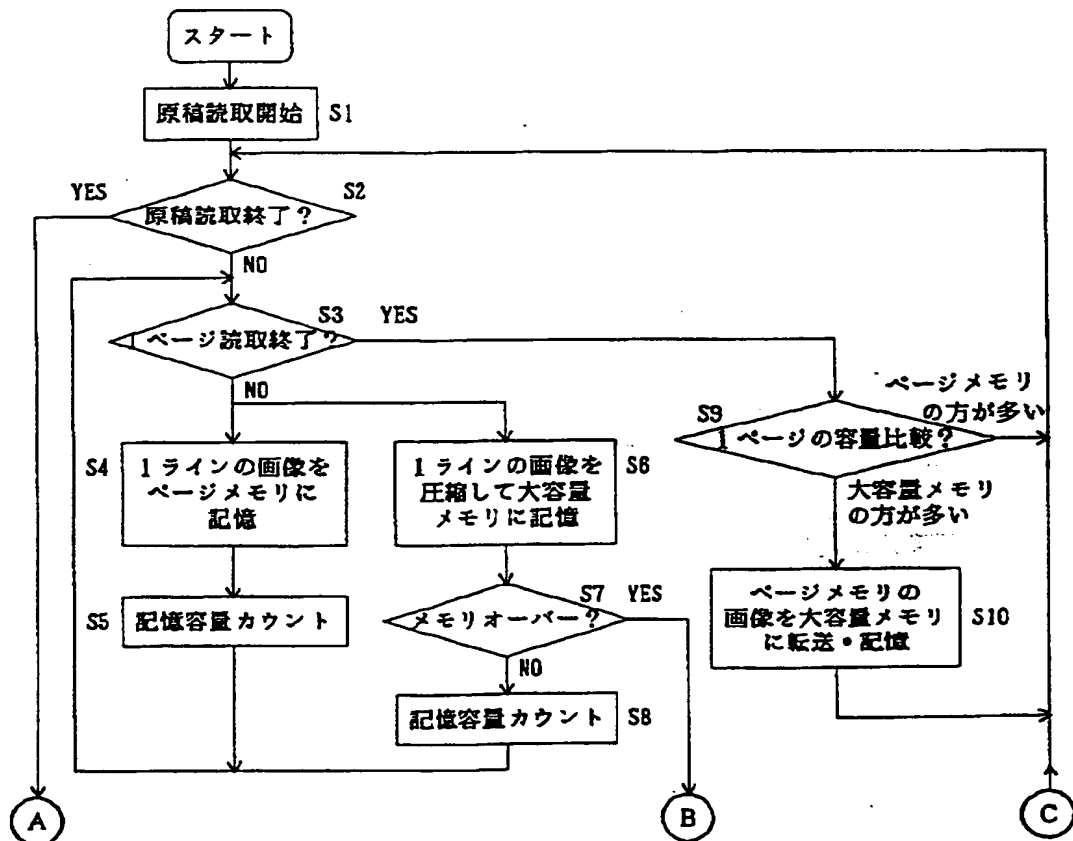 スタート
原稿読取開始
S1
YES
S2
原稿読取終了?
NO
S3
YES
1ページ読取終了?
NO
ページメモリ
の方が多い
S9
1ページの容量比較?
S4
1ラインの画像を
ページメモリに
記憶
1ラインの画像を
圧縮して大容量
メモリに記憶
S6
大容量メモリ
の方が多い
S5
記憶容量カウント
S7
YES
メモリオーバー?
ページメモリの
画像を大容量メモリ
に転送・記憶
S10
NO
記憶容量カウント
S8
A
B
C